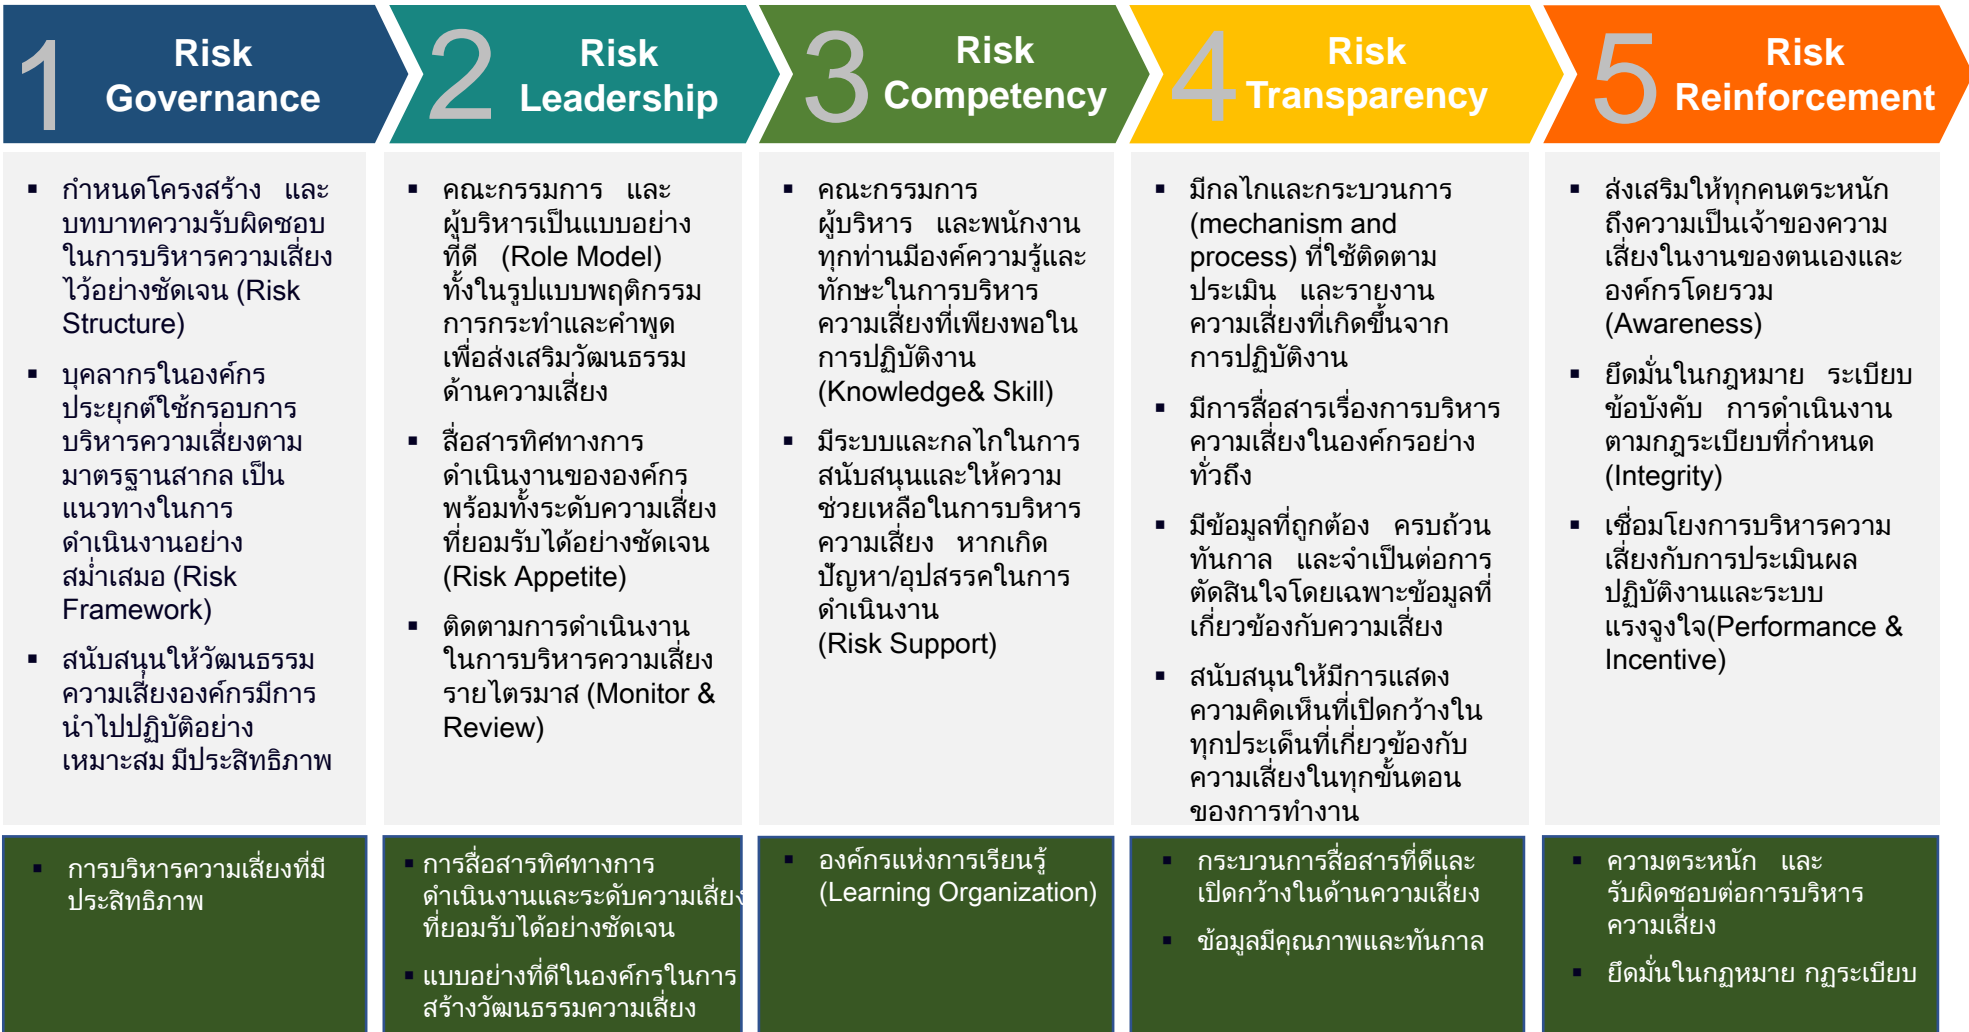 1
Risk
Governance
2
Risk
Leadership
3
Risk
Competency
4
Risk
Transparency
5
Risk
Reinforcement
▪ กำหนดโครงสร้าง และ
บทบาทความรับผิดชอบ
ในการบริหารความเสี่ยง
ไว้อย่างชัดเจน (Risk
Structure)
▪ บุคลากรในองค์กร
ประยุกต์ใช้กรอบการ
บริหารความเสี่ยงตาม
มาตรฐานสากล เป็น
แนวทางในการ
ดำเนินงานอย่าง
สม่ำเสมอ (Risk
Framework)
▪ สนับสนุนให้วัฒนธรรม
ความเสี่ยงองค์กรมีการ
นำไปปฏิบัติอย่าง
เหมาะสม มีประสิทธิภาพ
▪ คณะกรรมการ และ
ผู้บริหารเป็นแบบอย่าง
ที่ดี (Role Model)
ทั้งในรูปแบบพฤติกรรม
การกระทำและคำพูด
เพื่อส่งเสริมวัฒนธรรม
ด้านความเสี่ยง
▪ สื่อสารทิศทางการ
ดำเนินงานขององค์กร
พร้อมทั้งระดับความเสี่ยง
ที่ยอมรับได้อย่างชัดเจน
(Risk Appetite)
▪ ติดตามการดำเนินงาน
ในการบริหารความเสี่ยง
รายไตรมาส (Monitor &
Review)
▪ คณะกรรมการ
ผู้บริหาร และพนักงาน
ทุกท่านมีองค์ความรู้และ
ทักษะในการบริหาร
ความเสี่ยงที่เพียงพอใน
การปฏิบัติงาน
(Knowledge& Skill)
▪ มีระบบและกลไกในการ
สนับสนุนและให้ความ
ช่วยเหลือในการบริหาร
ความเสี่ยง หากเกิด
ปัญหา/อุปสรรคในการ
ดำเนินงาน
(Risk Support)
▪ มีกลไกและกระบวนการ
(mechanism and
process) ที่ใช้ติดตาม
ประเมิน และรายงาน
ความเสี่ยงที่เกิดขึ้นจาก
การปฏิบัติงาน
▪ มีการสื่อสารเรื่องการบริหาร
ความเสี่ยงในองค์กรอย่าง
ทั่วถึง
▪ มีข้อมูลที่ถูกต้อง ครบถ้วน
ทันกาล และจำเป็นต่อการ
ตัดสินใจโดยเฉพาะข้อมูลที่
เกี่ยวข้องกับความเสี่ยง
▪ สนับสนุนให้มีการแสดง
ความคิดเห็นที่เปิดกว้างใน
ทุกประเด็นที่เกี่ยวข้องกับ
ความเสี่ยงในทุกขั้นตอน
ของการทำงาน
▪ ส่งเสริมให้ทุกคนตระหนัก
ถึงความเป็นเจ้าของความ
เสี่ยงในงานของตนเองและ
องค์กรโดยรวม
(Awareness)
▪ ยึดมั่นในกฎหมาย ระเบียบ
ข้อบังคับ การดำเนินงาน
ตามกฎระเบียบที่กำหนด
(Integrity)
▪ เชื่อมโยงการบริหารความ
เสี่ยงกับการประเมินผล
ปฏิบัติงานและระบบ
แรงจูงใจ(Performance &
Incentive)
▪ การบริหารความเสี่ยงที่มี
ประสิทธิภาพ
▪ การสื่อสารทิศทางการ
ดำเนินงานและระดับความเสี่ยง
ที่ยอมรับได้อย่างชัดเจน
▪ แบบอย่างที่ดีในองค์กรในการ
สร้างวัฒนธรรมความเสี่ยง
▪ องค์กรแห่งการเรียนรู้
(Learning Organization)
▪ กระบวนการสื่อสารที่ดีและ
เปิดกว้างในด้านความเสี่ยง
▪ ข้อมูลมีคุณภาพและทันกาล
▪ ความตระหนัก และ
รับผิดชอบต่อการบริหาร
ความเสี่ยง
▪ ยึดมั่นในกฏหมาย กฏระเบียบ